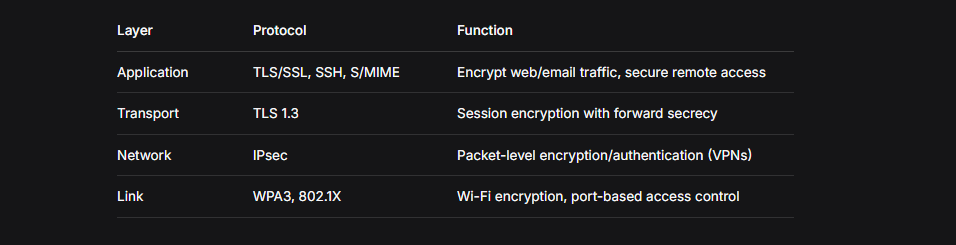 Layer Protocol Function
Application TLS/SSL, SSH, S/MIME Encrypt web/email traffic, secure remote access
Transport TLS 1.3 Session encryption with forward secrecy
Network IPsec Packet-level encryption/authentication (VPNs)
Link WPA3, 802.1X Wi-Fi encryption, port-based access control